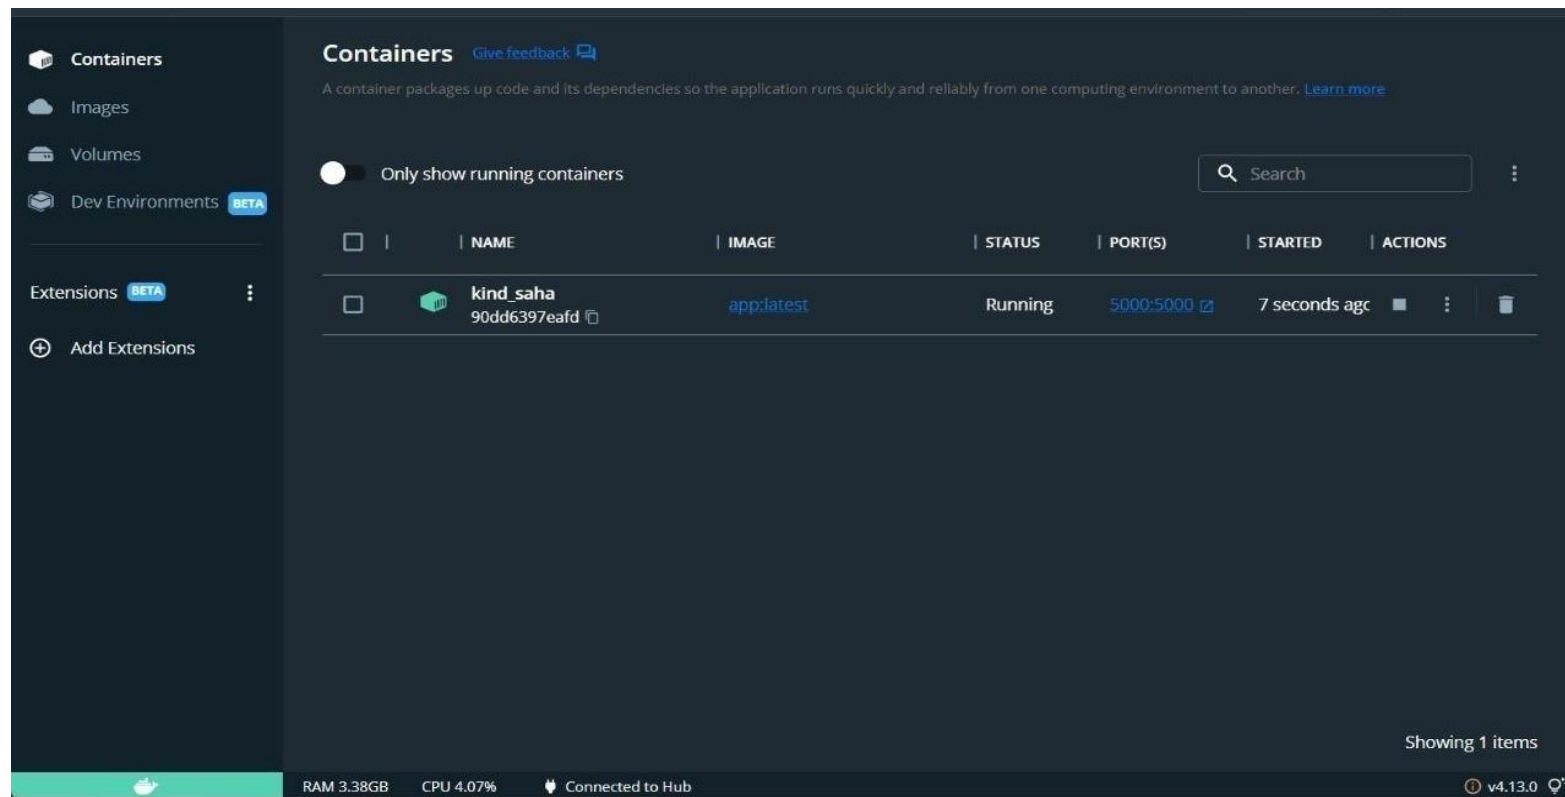 Containers
Images
Volumes
Dev Environments BETA
Extensions BETA
Add Extensions
Containers Give feedback
A container packages up code and its dependencies so the application runs quickly and reliably from one computing environment to another. Learn more
Only show running containers
Search
NAME IMAGE STATUS PORT(S) STARTED ACTIONS
kind_saha app:latest Running 5000:5000 7 seconds agc
90dd6397eafd
Showing 1 items
RAM 3.38GB CPU 4.07% Connected to Hub v4.13.0